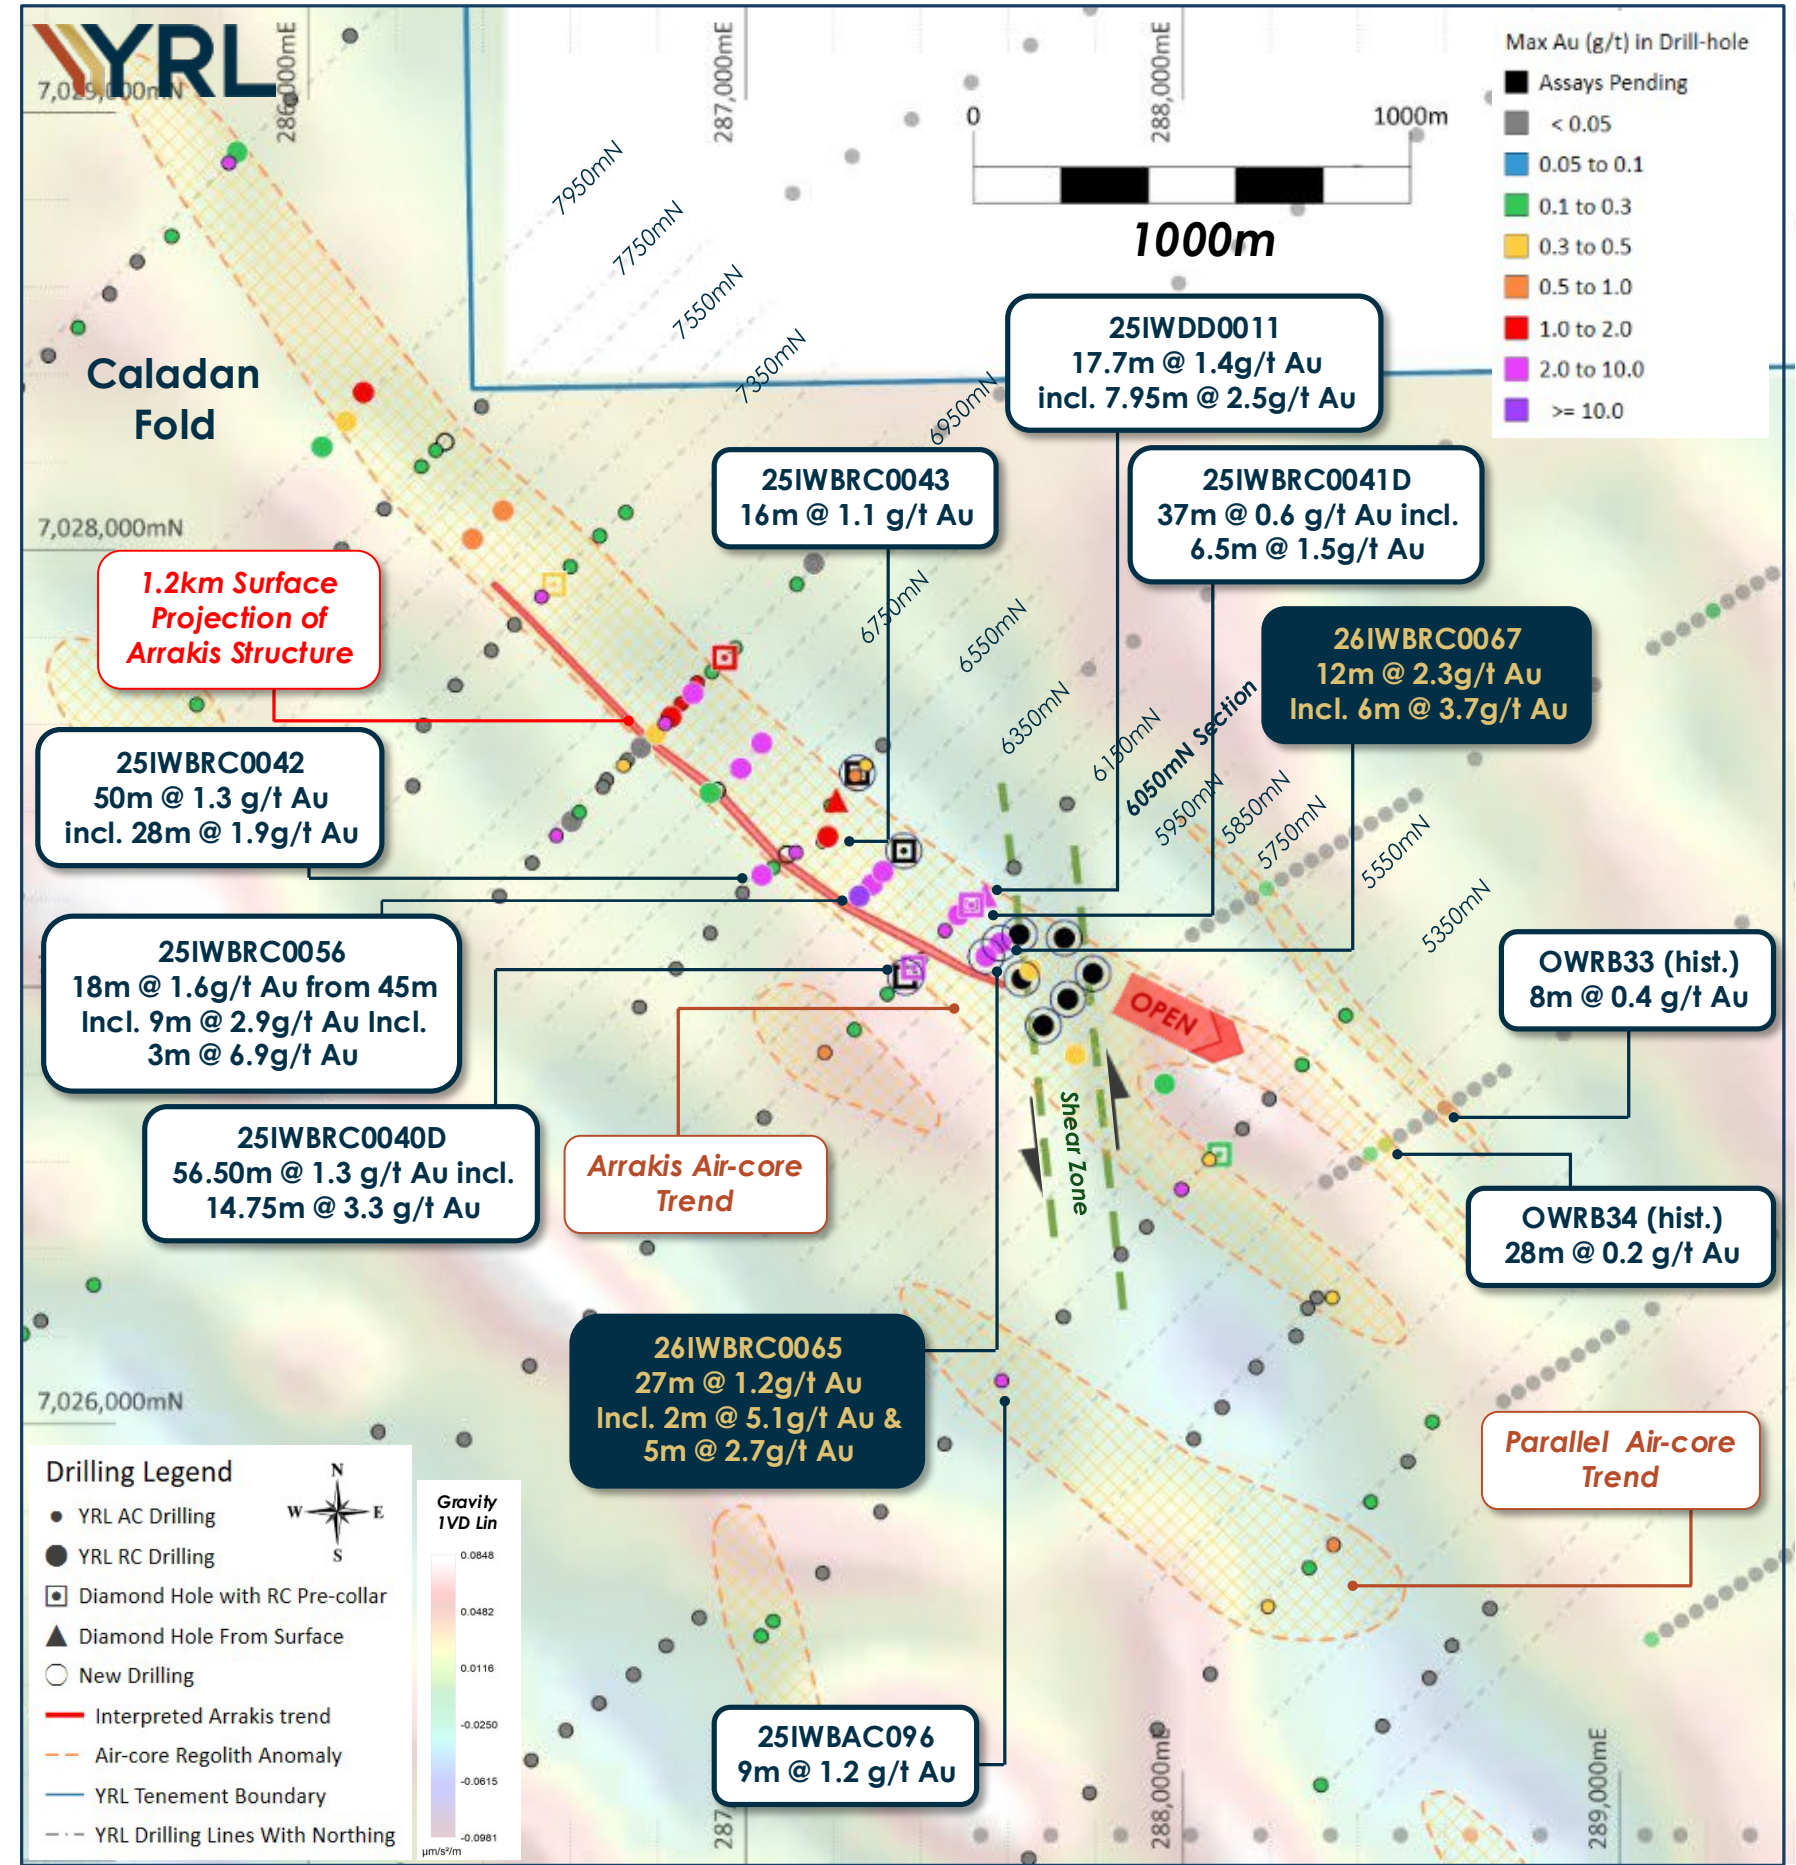 YRL
7,029,000mN
286,000mE
287,000mE
288,000mE
0
1000m
1000m
Max Au (g/t) in Drill-hole
Assays Pending
< 0.05
0.05 to 0.1
0.1 to 0.3
0.3 to 0.5
0.5 to 1.0
1.0 to 2.0
2.0 to 10.0
>= 10.0
7950mN
7750mN
7550mN
7350mN
6950mN
6750mN
6550mN
6350mN
6150mN
6050mN Section
5950mN
5850mN
5750mN
5550mN
5350mN
Caladan
Fold
25IWDD0011
17.7m @ 1.4g/t Au
incl. 7.95m @ 2.5g/t Au
25IWBRC0043
16m @ 1.1 g/t Au
25IWBRC0041D
37m @ 0.6 g/t Au incl.
6.5m @ 1.5g/t Au
7,028,000mN
1.2km Surface
Projection of
Arrakis Structure
26IWBRC0067
12m @ 2.3g/t Au
Incl. 6m @ 3.7g/t Au
25IWBRC0042
50m @ 1.3 g/t Au
incl. 28m @ 1.9g/t Au
25IWBRC0056
18m @ 1.6g/t Au from 45m
Incl. 9m @ 2.9g/t Au Incl.
3m @ 6.9g/t Au
OPEN
OWRB33 (hist.)
8m @ 0.4 g/t Au
25IWBRC0040D
56.50m @ 1.3 g/t Au incl.
14.75m @ 3.3 g/t Au
Arrakis Air-core
Trend
Shear Zone
OWRB34 (hist.)
28m @ 0.2 g/t Au
26IWBRC0065
27m @ 1.2g/t Au
Incl. 2m @ 5.1g/t Au &
5m @ 2.7g/t Au
7,026,000mN
Parallel Air-core
Trend
25IWBAC096
9m @ 1.2 g/t Au
Drilling Legend
N
W
E
S
YRL AC Drilling
YRL RC Drilling
Diamond Hole with RC Pre-collar
Diamond Hole From Surface
New Drilling
Interpreted Arrakis trend
Air-core Regolith Anomaly
YRL Tenement Boundary
YRL Drilling Lines With Northing
Gravity
1VD Lin
0.0848
0.0482
0.0116
-0.0250
-0.0615
-0.0981
µm/s²/m
287,
288,000mE
289,000mE